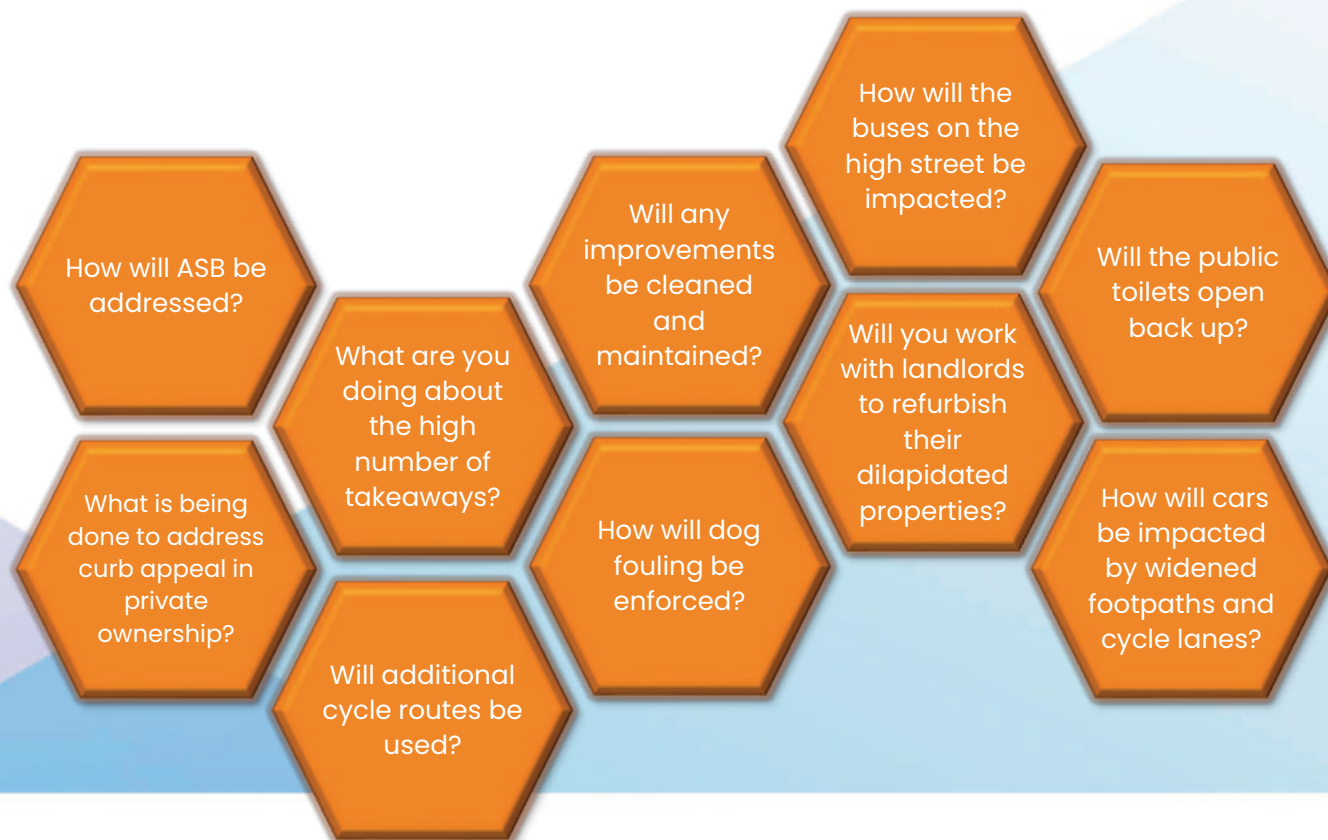 How will ASB be
addressed?
What is being
done to address
curb appeal in
private
ownership?
What are you
doing about
the high
number of
takeaways?
Will additional
cycle routes be
used?
Will any
improvements
be cleaned
and
maintained?
How will dog
fouling be
enforced?
How will the
buses on the
high street be
impacted?
Will you work
with landlords
to refurbish
their
dilapidated
properties?
Will the public
toilets open
back up?
How will cars
be impacted
by widened
footpaths and
cycle lanes?